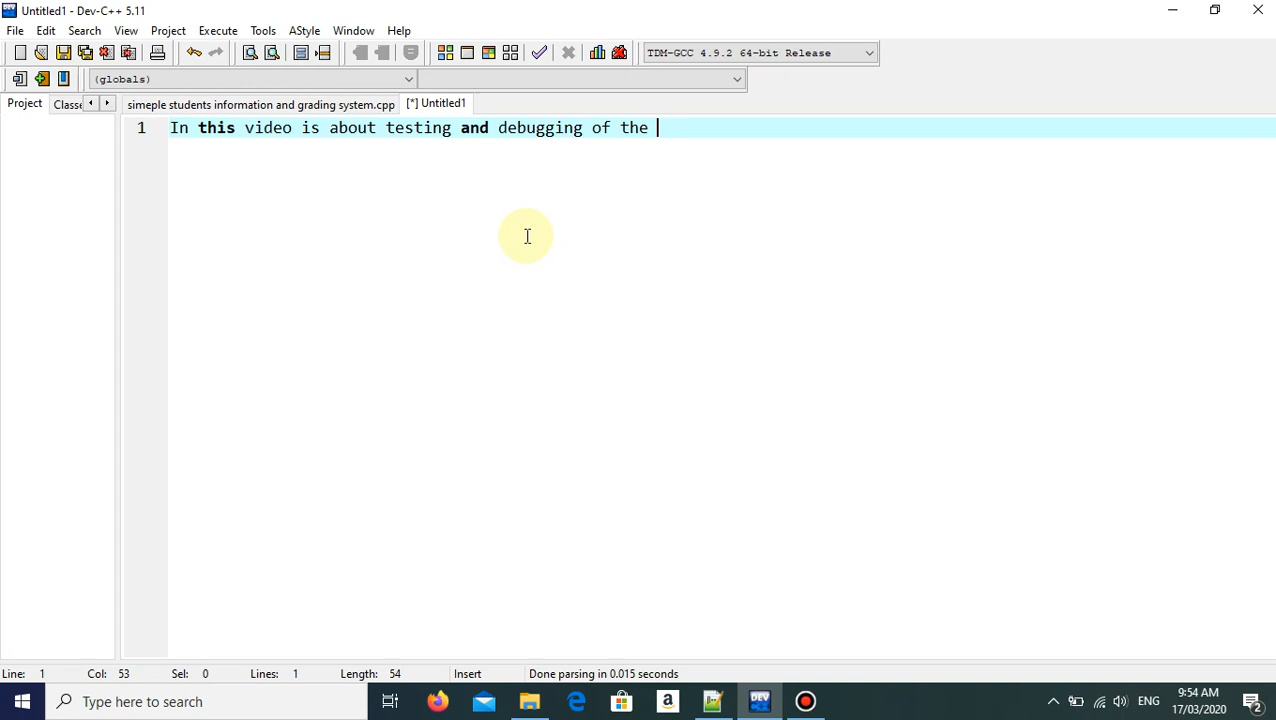 Untitled1 - Dev-C++ 5.11
File Edit Search View Project Execute Tools AStyle Window Help
TDM-GCC 4.9.2 64-bit Release
(globals)
Project Classe simeple students information and grading system.cpp [*] Untitled1
1 In this video is about testing and debugging of the
Line: 1 Col: 53 Sel: 0 Lines: 1 Length: 54 Insert Done parsing in 0.015 seconds
Type here to search
DEV
a
ENG
9:54 AM
17/03/2020
2